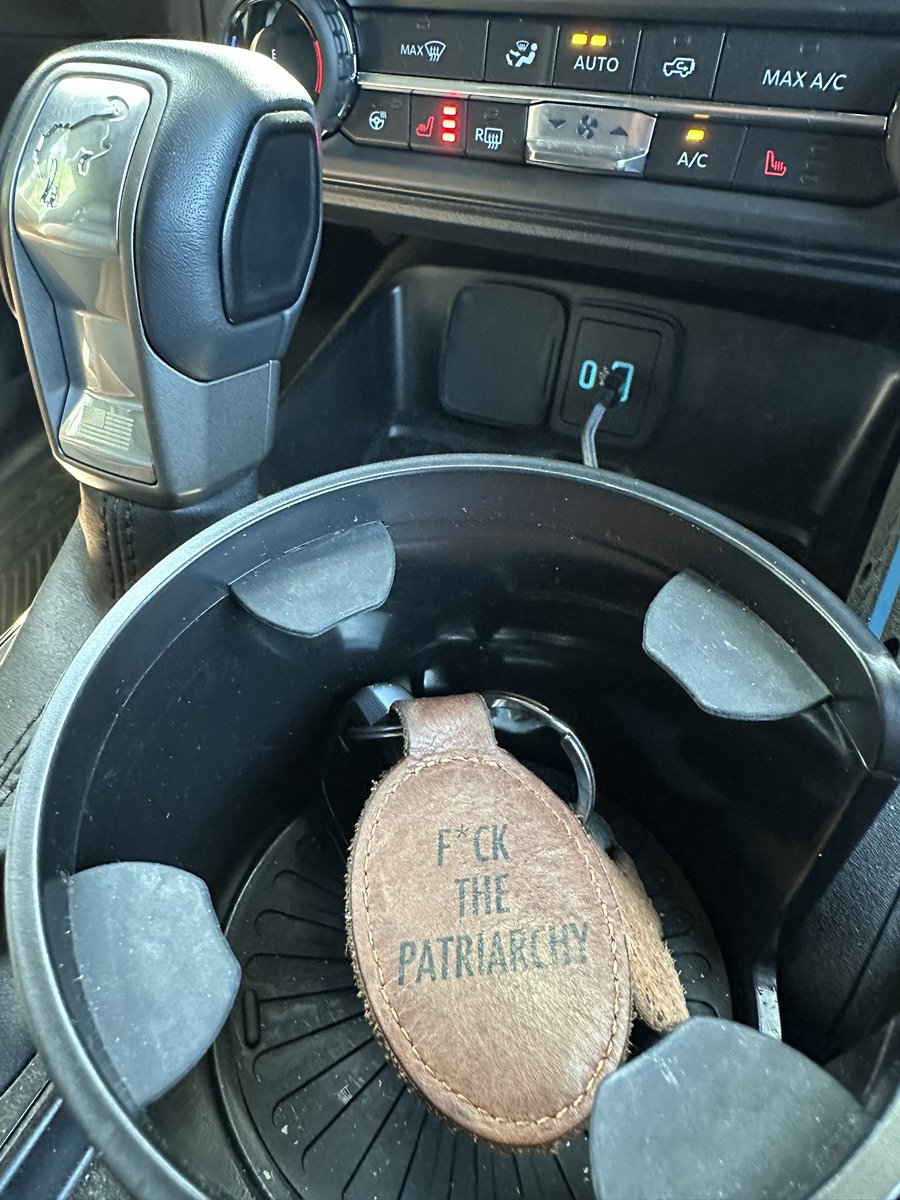 MAX
AUTO
MAX A/C
R
A/C
F*CK
THE
PATRIARCHY